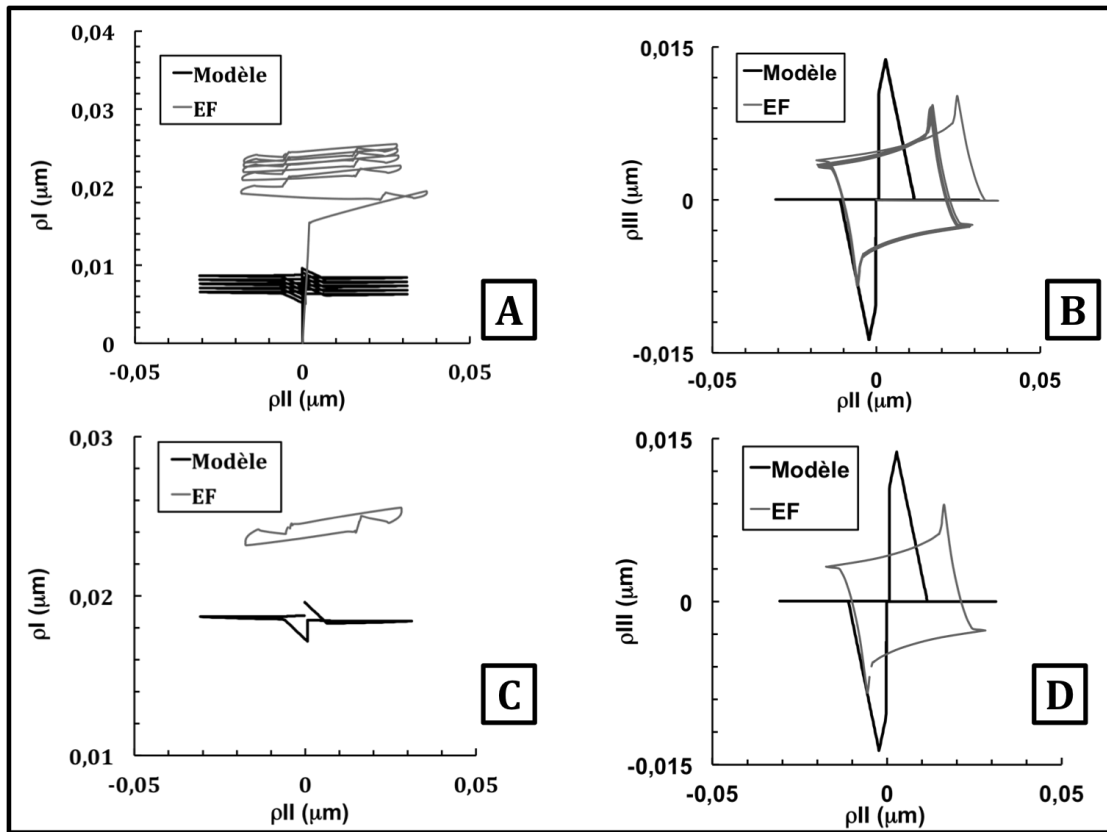 0,05
Modèle
EF
0,04
0,03
0,02
0,01
0
-0,05
0
0,05
ρI (µm)
ρII (µm)
A
0,015
Modèle
EF
0
-0,015
-0,05
0
0,05
ρIII (µm)
ρII (µm)
B
0,03
Modèle
EF
0,02
0,01
-0,05
0
0,05
ρI (µm)
ρII (µm)
C
0,015
Modèle
EF
0
-0,015
-0,05
0
0,05
ρIII (µm)
ρII (µm)
D